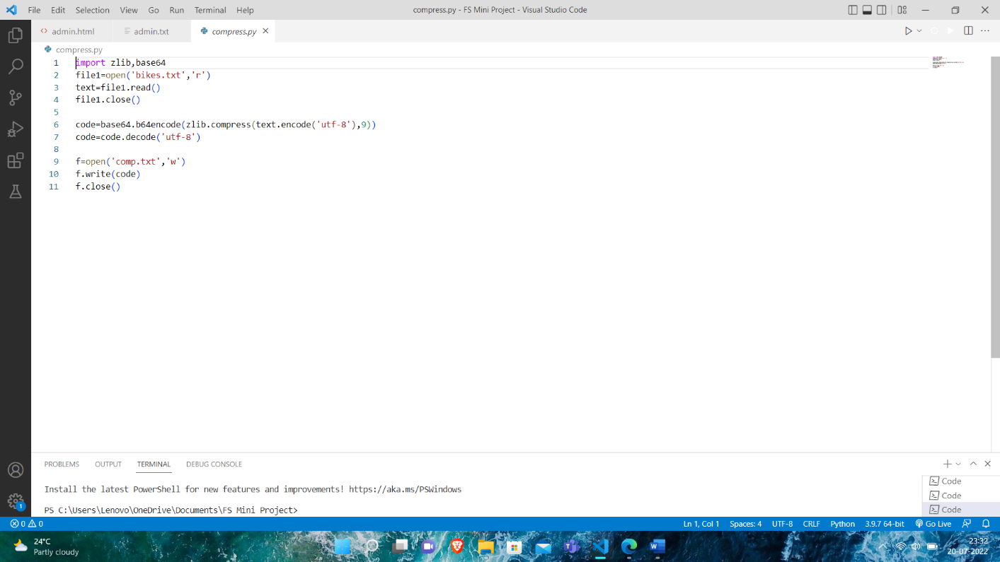 File Edit Selection View Go Run Terminal Help compress.py - FS Mini Project - Visual Studio Code
admin.html admin.txt compress.py
compress.py
1 import zlib,base64
2 file1=open('bikes.txt','r')
3 text=file1.read()
4 file1.close()
5
6 code=base64.b64encode(zlib.compress(text.encode('utf-8'),9))
7 code=code.decode('utf-8')
8
9 f=open('comp.txt','w')
10 f.write(code)
11 f.close()
PROBLEMS OUTPUT TERMINAL DEBUG CONSOLE
Install the latest PowerShell for new features and improvements! https://aka.ms/PSWindows
PS C:\Users\Lenovo\OneDrive\Documents\FS Mini Project>
Code
Code
Code
1
0 0 Ln 1, Col 1 Spaces: 4 UTF-8 CRLF Python 3.9.7 64-bit Go Live
24°C
Partly cloudy
23:32
20-07-2022